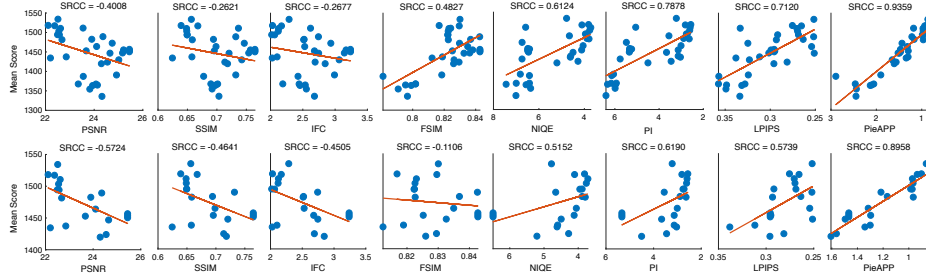 SRCC = -0.4008 SRCC = -0.2621 SRCC = -0.2677 SRCC = 0.4827 SRCC = 0.6124 SRCC = 0.7878 SRCC = 0.7120 SRCC = 0.9359
1550
1500
1450
1400
1350
1300
Mean Score
22 24 26 0.65 0.7 0.75 2 2.5 3 3.5 0.8 0.82 0.84 8 6 4 6 4 2 0.35 0.3 0.25 3 2 1
PSNR SSIM IFC FSIM NIQE PI LPIPS PieAPP
SRCC = -0.5724 SRCC = -0.4641 SRCC = -0.4505 SRCC = -0.1106 SRCC = 0.5152 SRCC = 0.6190 SRCC = 0.5739 SRCC = 0.8958
1550
1500
1450
1400
Mean Score
22 23 24 25 26 0.65 0.7 0.75 2 2.5 3 3.5 0.82 0.83 0.84 6 5 4 6 4 2 0.35 0.3 0.25 1.6 1.4 1.2 1
PSNR SSIM IFC FSIM NIQE PI LPIPS PieAPP